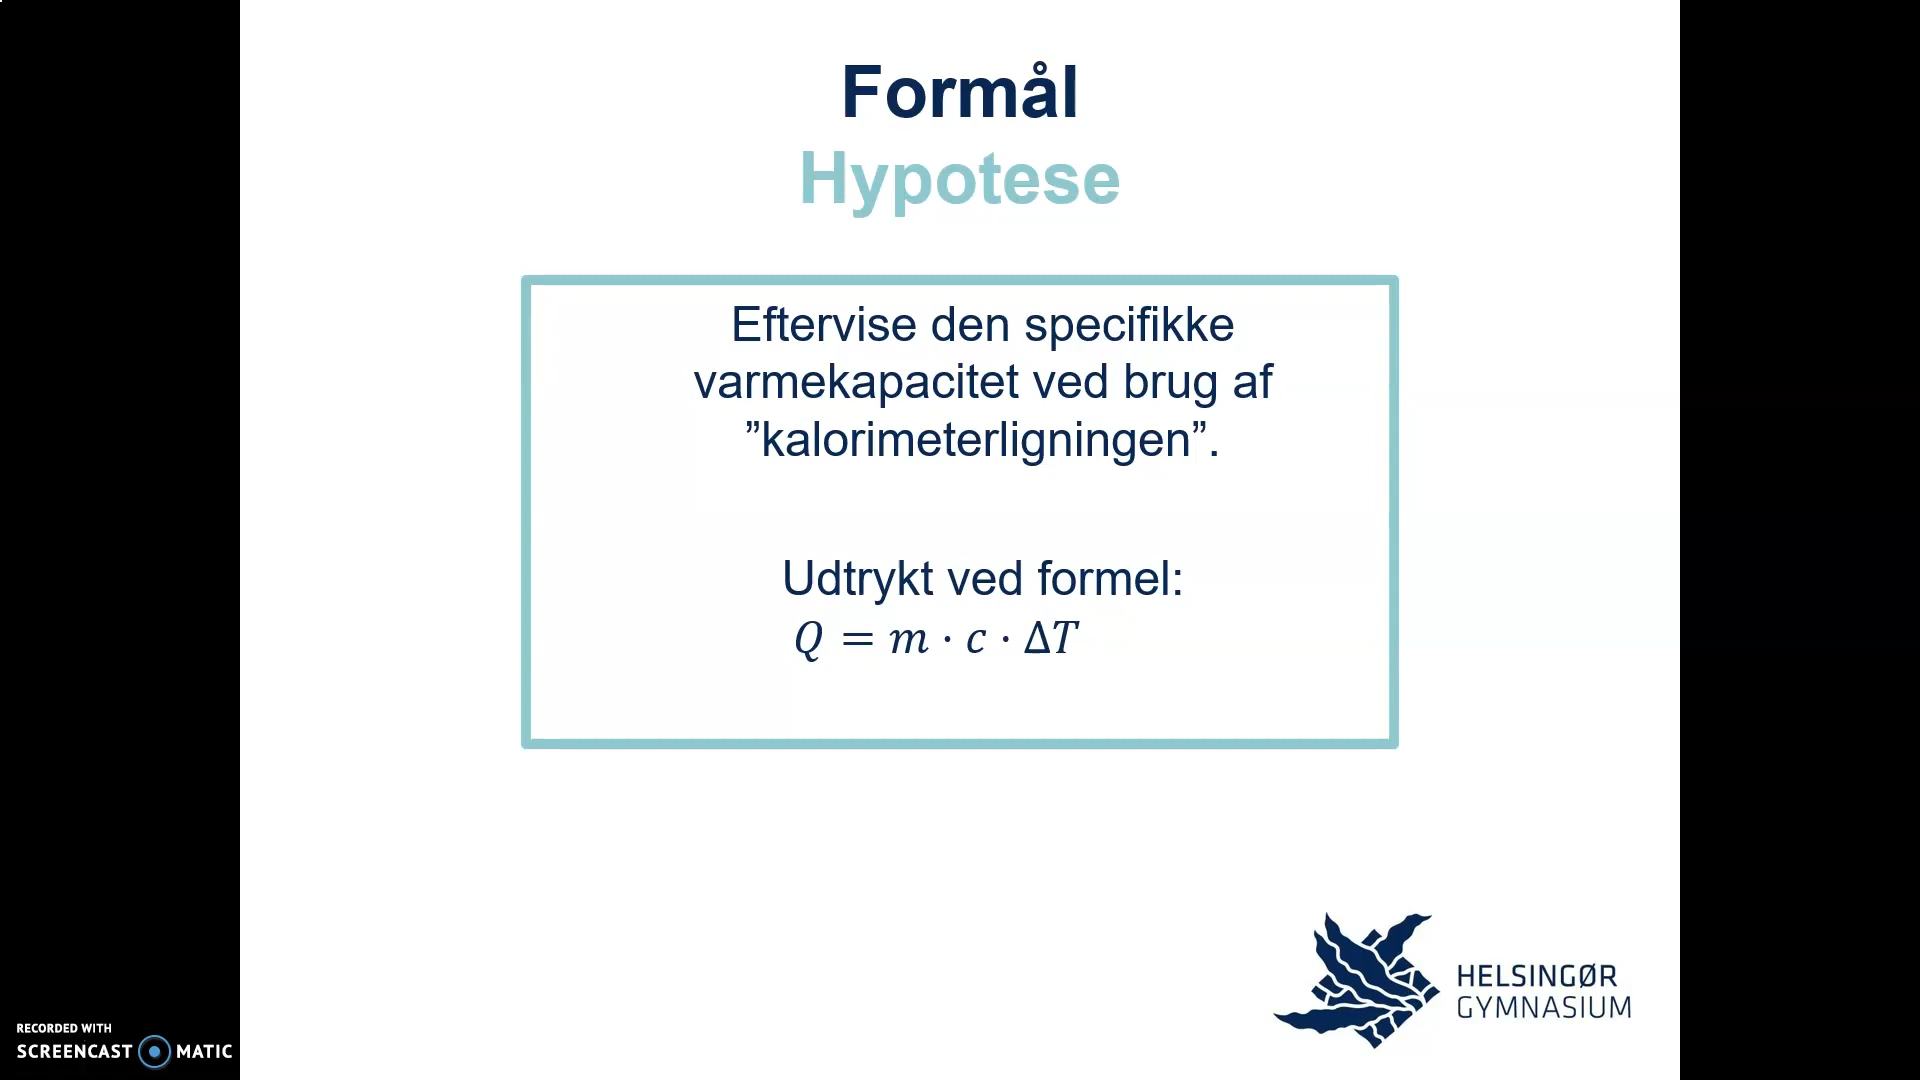 Formål
Hypotese
Eftervise den specifikke
varmekapacitet ved brug af
”kalorimeterligningen”.
Udtrykt ved formel:
Q = m · c · ΔT
HELSINGØR
GYMNASIUM
RECORDED WITH
SCREENCAST MATIC